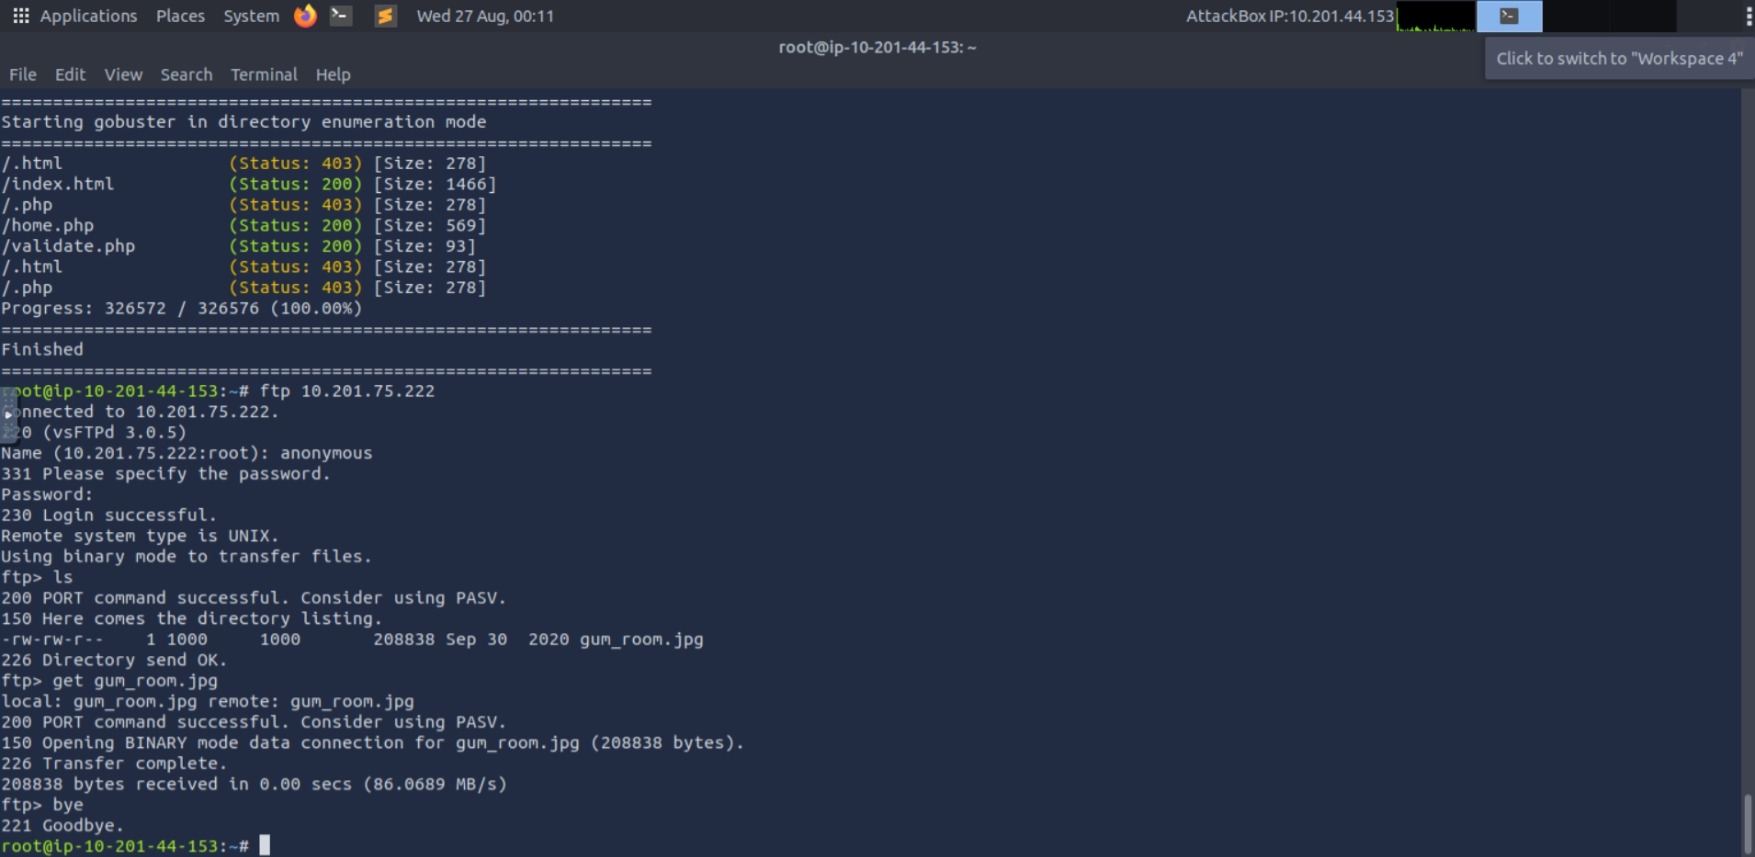 Applications Places System Wed 27 Aug, 00:11 AttackBox IP:10.201.44.153
root@ip-10-201-44-153: ~
Click to switch to "Workspace 4"
File Edit View Search Terminal Help
===============================================================
Starting gobuster in directory enumeration mode
===============================================================
/.html (Status: 403) [Size: 278]
/index.html (Status: 200) [Size: 1466]
/.php (Status: 403) [Size: 278]
/home.php (Status: 200) [Size: 569]
/validate.php (Status: 200) [Size: 93]
/.html (Status: 403) [Size: 278]
/.php (Status: 403) [Size: 278]
Progress: 326572 / 326576 (100.00%)
===============================================================
Finished
===============================================================
root@ip-10-201-44-153:~# ftp 10.201.75.222
Connected to 10.201.75.222.
220 (vsFTPd 3.0.5)
Name (10.201.75.222:root): anonymous
331 Please specify the password.
Password:
230 Login successful.
Remote system type is UNIX.
Using binary mode to transfer files.
ftp> ls
200 PORT command successful. Consider using PASV.
150 Here comes the directory listing.
-rw-rw-r-- 1 1000 1000 208838 Sep 30 2020 gum_room.jpg
226 Directory send OK.
ftp> get gum_room.jpg
local: gum_room.jpg remote: gum_room.jpg
200 PORT command successful. Consider using PASV.
150 Opening BINARY mode data connection for gum_room.jpg (208838 bytes).
226 Transfer complete.
208838 bytes received in 0.00 secs (86.0689 MB/s)
ftp> bye
221 Goodbye.
root@ip-10-201-44-153:~#